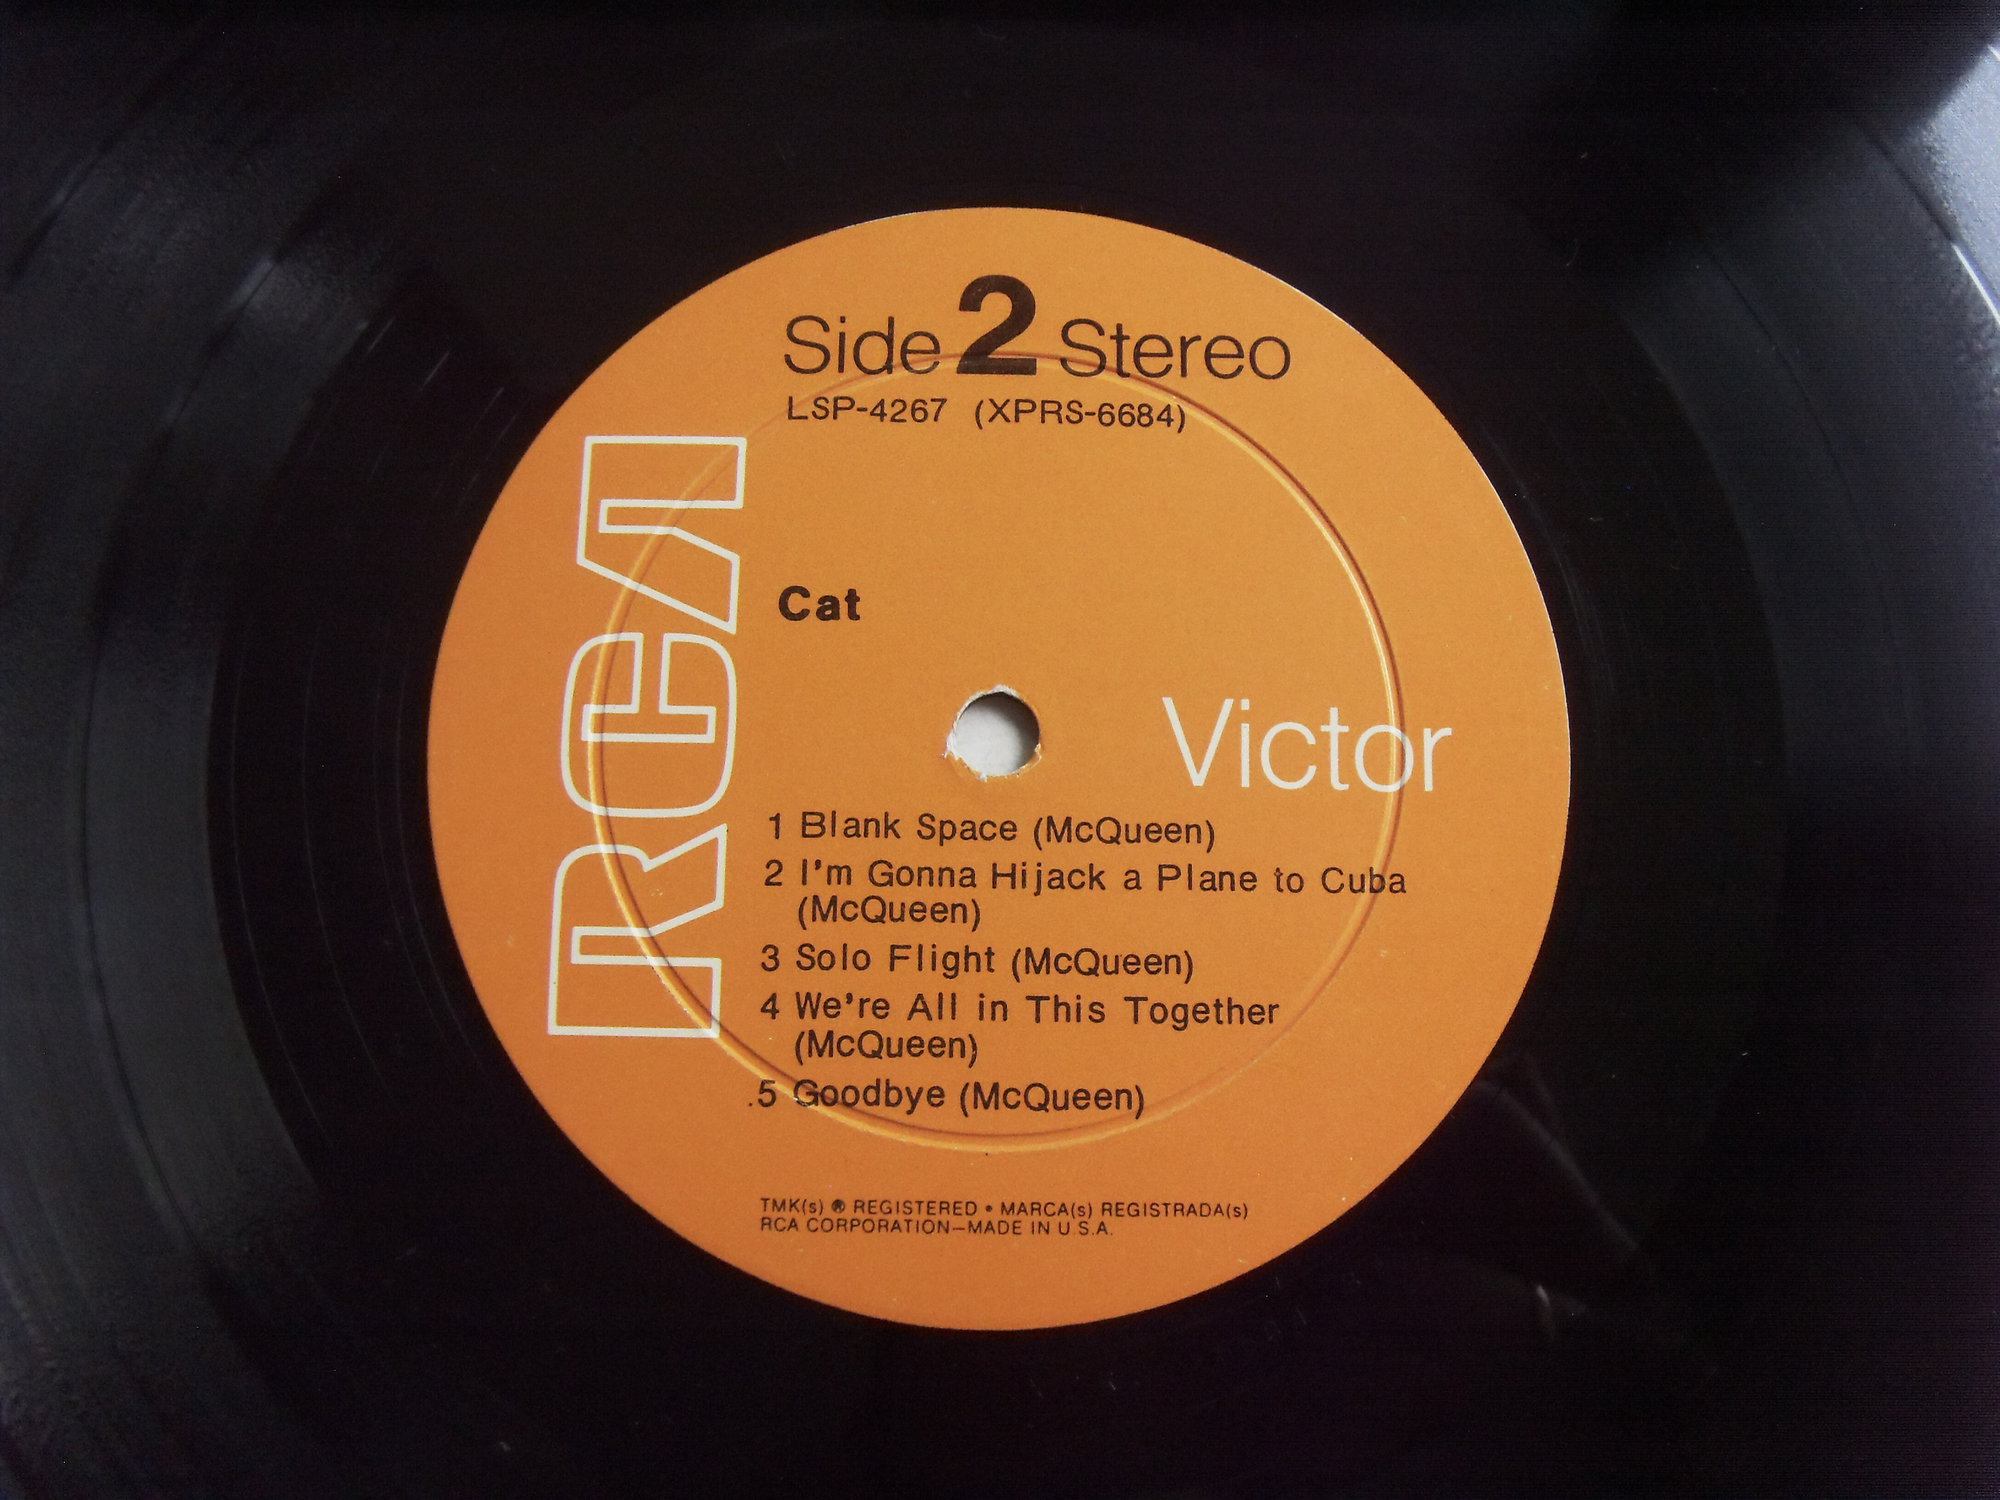 Side 2 Stereo
LSP-4267 (XPRS-6684)
RCA
Cat
Victor
1 Blank Space (McQueen)
2 I'm Gonna Hijack a Plane to Cuba
(McQueen)
3 Solo Flight (McQueen)
4 We're All in This Together
(McQueen)
.5 Goodbye (McQueen)
TMK(s) ® REGISTERED • MARCA(s) REGISTRADA(s)
RCA CORPORATION—MADE IN U.S.A.